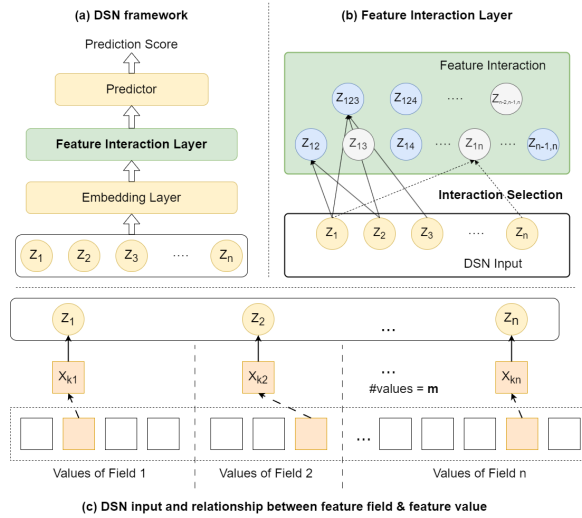 (a) DSN framework
Prediction Score
Predictor
Feature Interaction Layer
Embedding Layer
Z1 Z2 Z3 .... Zn
(b) Feature Interaction Layer
Feature Interaction
Z123 Z124 .... Zn-2,n-1,n
Z12 Z13 Z14 .... Z1n .... Zn-1,n
Interaction Selection
Z1 Z2 Z3 .... Zn
DSN Input
Z1 Z2 ... Zn
Xk1 Xk2 ... Xkn
#values = m
...
Values of Field 1 Values of Field 2 Values of Field n
(c) DSN input and relationship between feature field & feature value